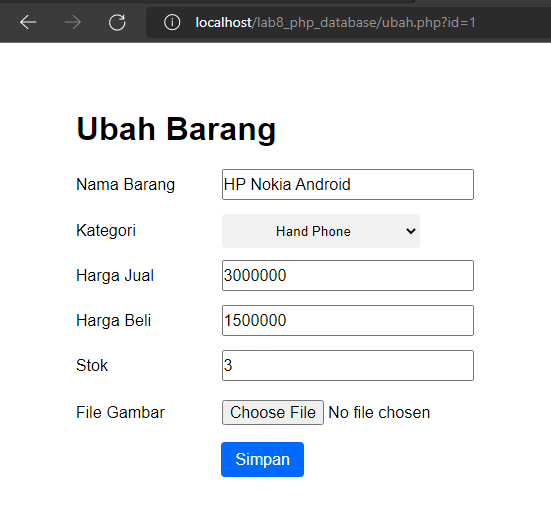 localhost/lab8_php_database/ubah.php?id=1
Ubah Barang
Nama Barang HP Nokia Android
Kategori Hand Phone
Harga Jual 3000000
Harga Beli 1500000
Stok 3
File Gambar Choose File No file chosen
Simpan